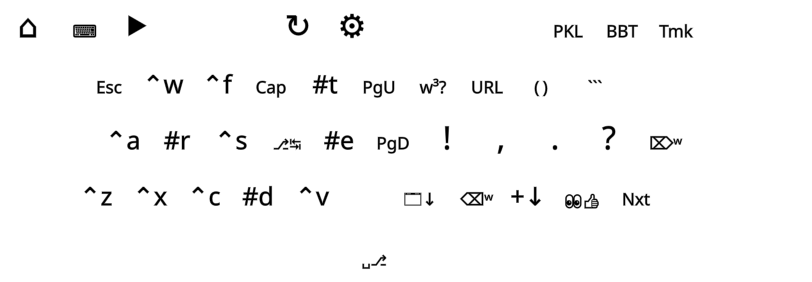 ⌂ ⌨ ▶ ↻ ⚙ PKL BBT Tmk
Esc ^w ^f Cap #t PgU w³? URL () ```
^a #r ^s ⎇↹ #e PgD ! , . ? ⌦ʷ
^z ^x ^c #d ^v 🗔↓ ⌫ʷ +↓ 👀👍 Nxt
␣⎇